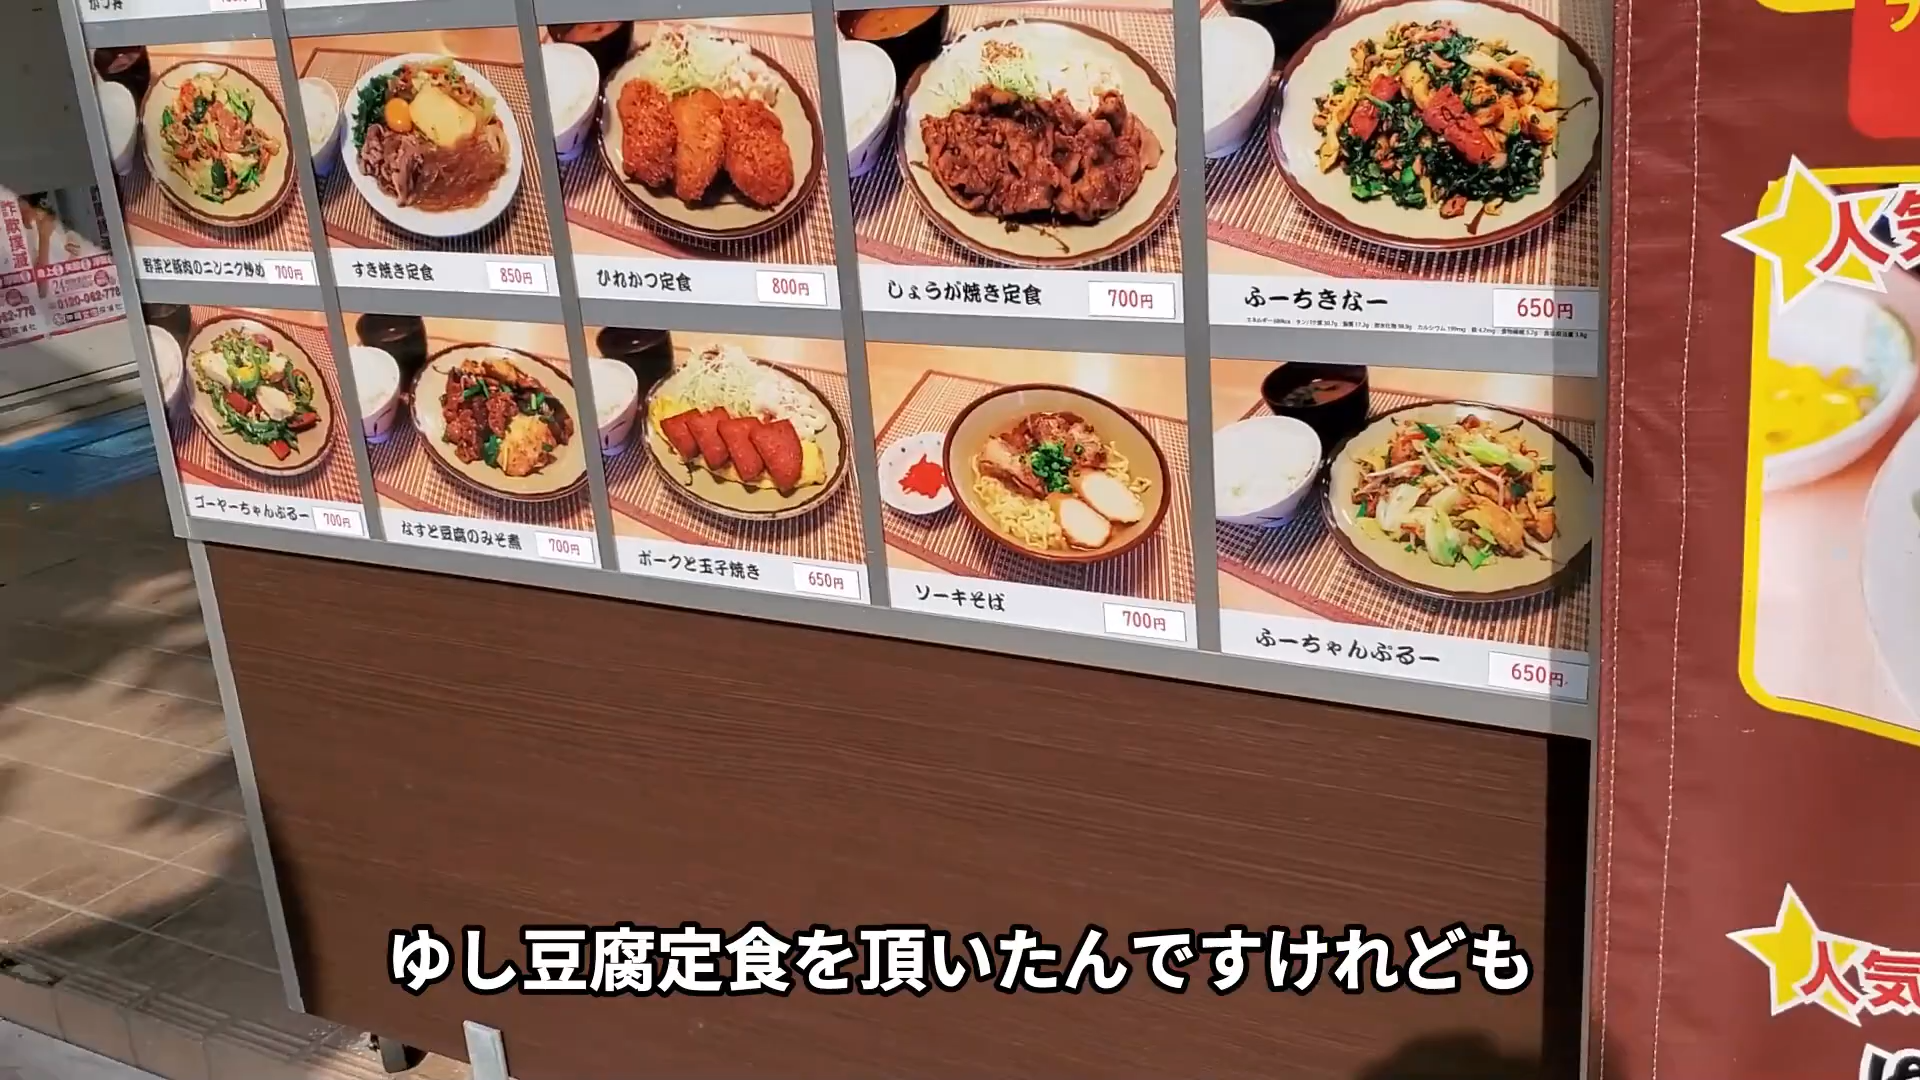 野菜と豚肉のニンニク炒め 700円
すき焼き定食 850円
ひれかつ定食 800円
しょうが焼き定食 700円
ふーちきなー 650円
ゴーヤーちゃんぷるー 700円
なすと豆腐のみそ煮 700円
ポークと玉子焼き 650円
ソーキそば 700円
ふーちゃんぷるー 650円
人気
人気
ゆし豆腐定食を頂いたんですけれども